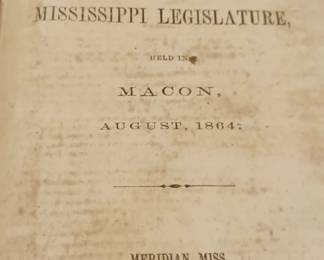 MISSISSIPPI LEGISLATURE,
HELD IN
MACON,
AUGUST, 1864.
MERIDIAN, MISS.